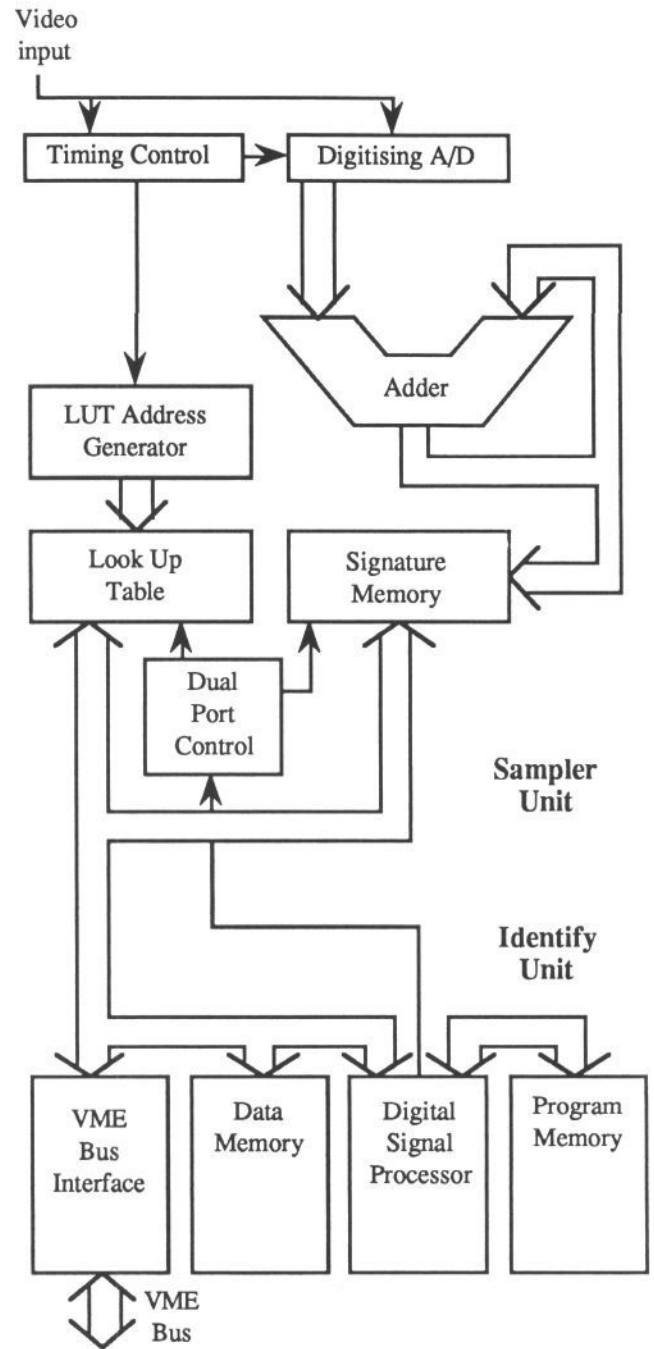 Video
input
Timing Control
Digitising A/D
Adder
LUT Address
Generator
Look Up
Table
Signature
Memory
Dual
Port
Control
Sampler
Unit
Identify
Unit
VME
Bus
Interface
Data
Memory
Digital
Signal
Processor
Program
Memory
VME
Bus